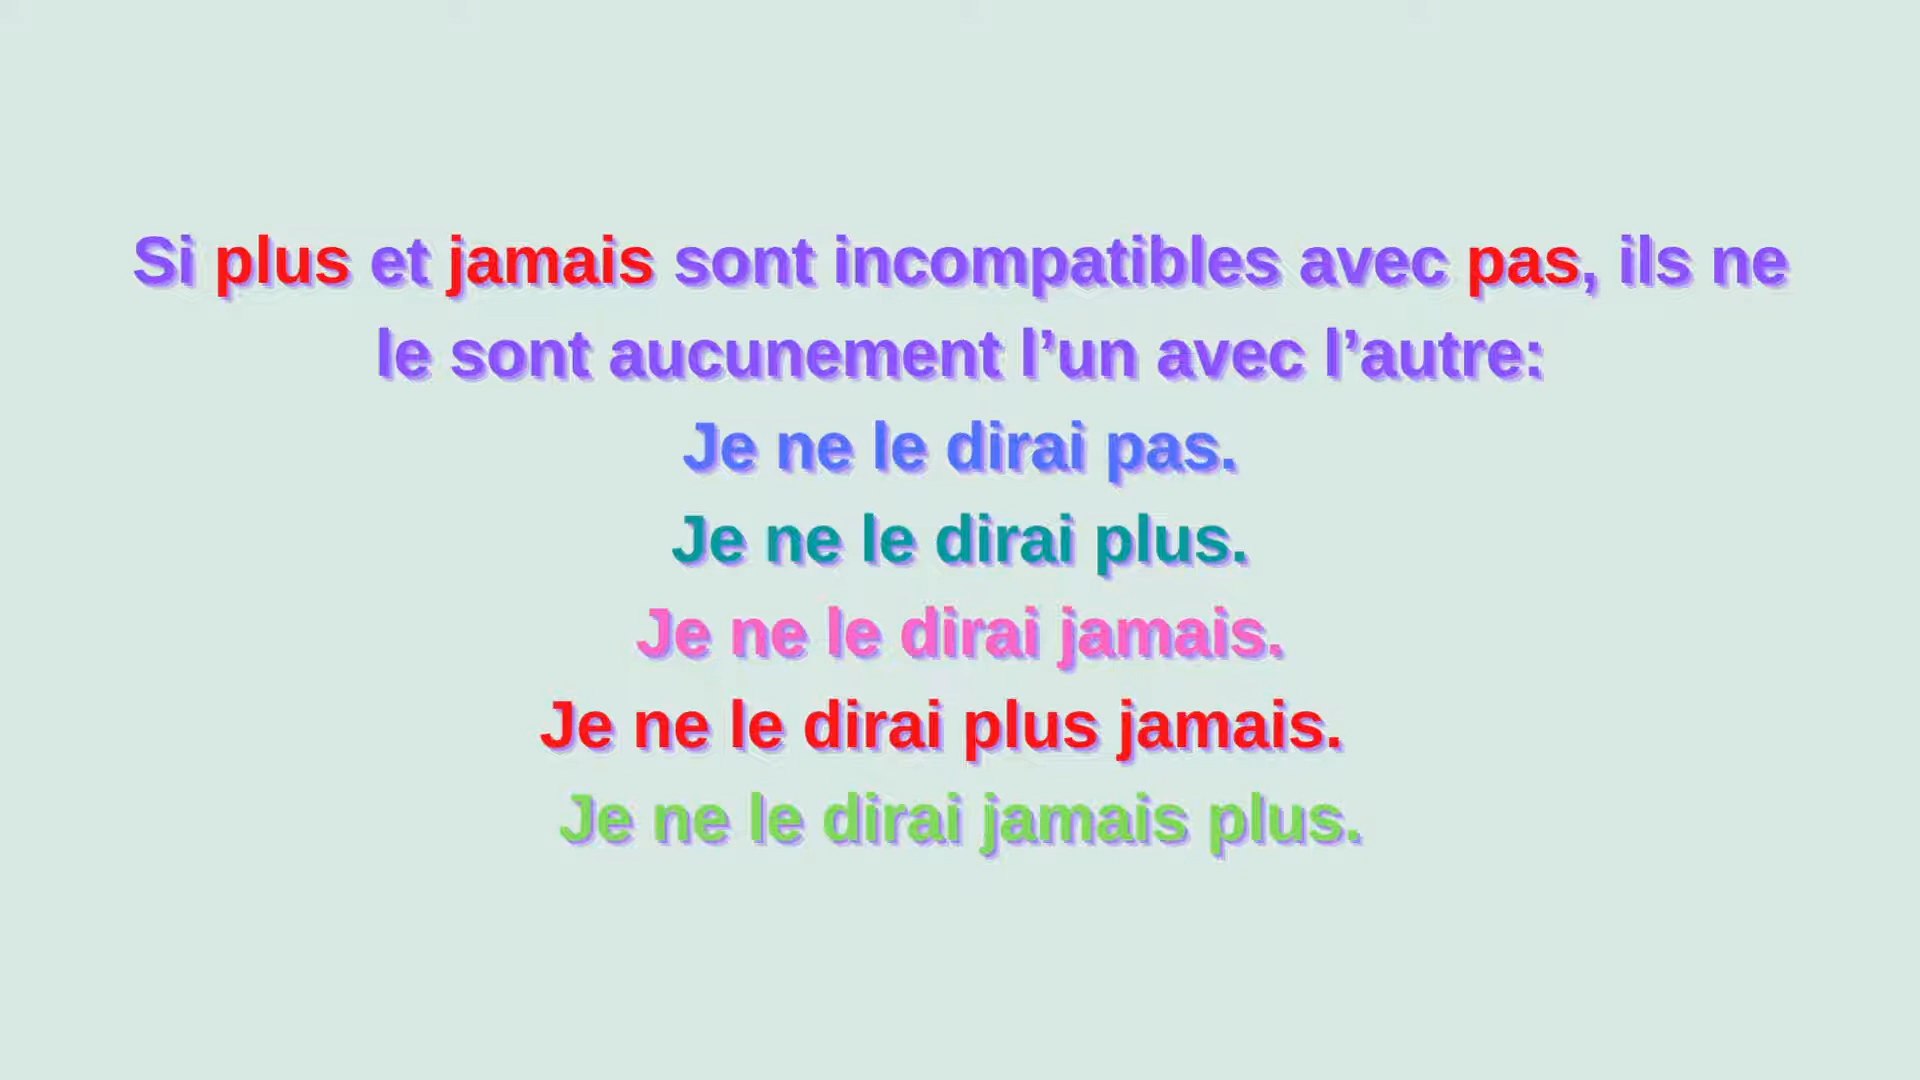 Si plus et jamais sont incompatibles avec pas, ils ne
le sont aucunement l’un avec l’autre:
Je ne le dirai pas.
Je ne le dirai plus.
Je ne le dirai jamais.
Je ne le dirai plus jamais.
Je ne le dirai jamais plus.